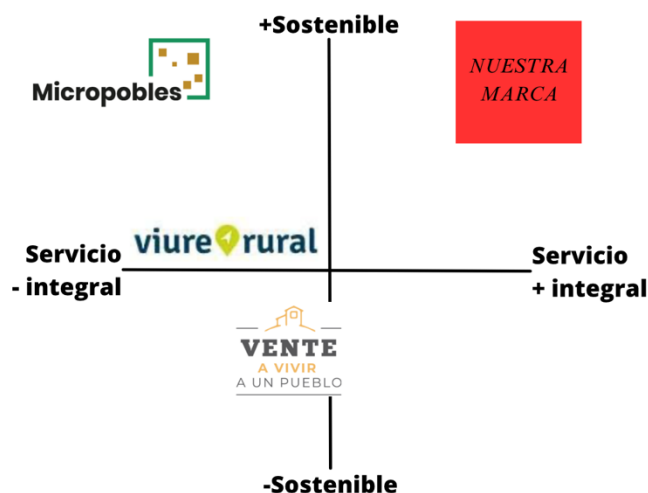 +Sostenible
Micropobles
NUESTRA
MARCA
viure rural
Servicio
- integral
Servicio
+ integral
VENTE
A VIVIR
A UN PUEBLO
-Sostenible